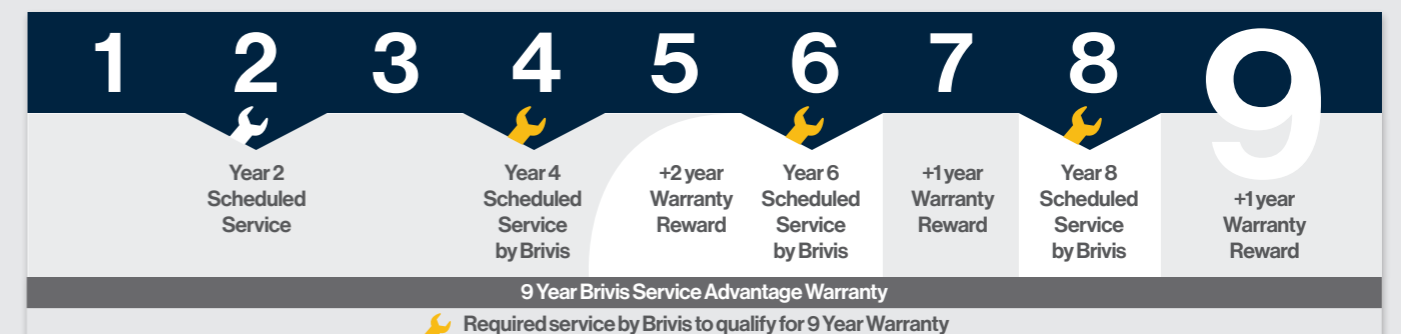 1 2 3 4 5 6 7 8 9
Year 2
Scheduled
Service
Year 4
Scheduled
Service
by Brivis
+2 year
Warranty
Reward
Year 6
Scheduled
Service
by Brivis
+1 year
Warranty
Reward
Year 8
Scheduled
Service
by Brivis
+1 year
Warranty
Reward
9 Year Brivis Service Advantage Warranty
Required service by Brivis to qualify for 9 Year Warranty